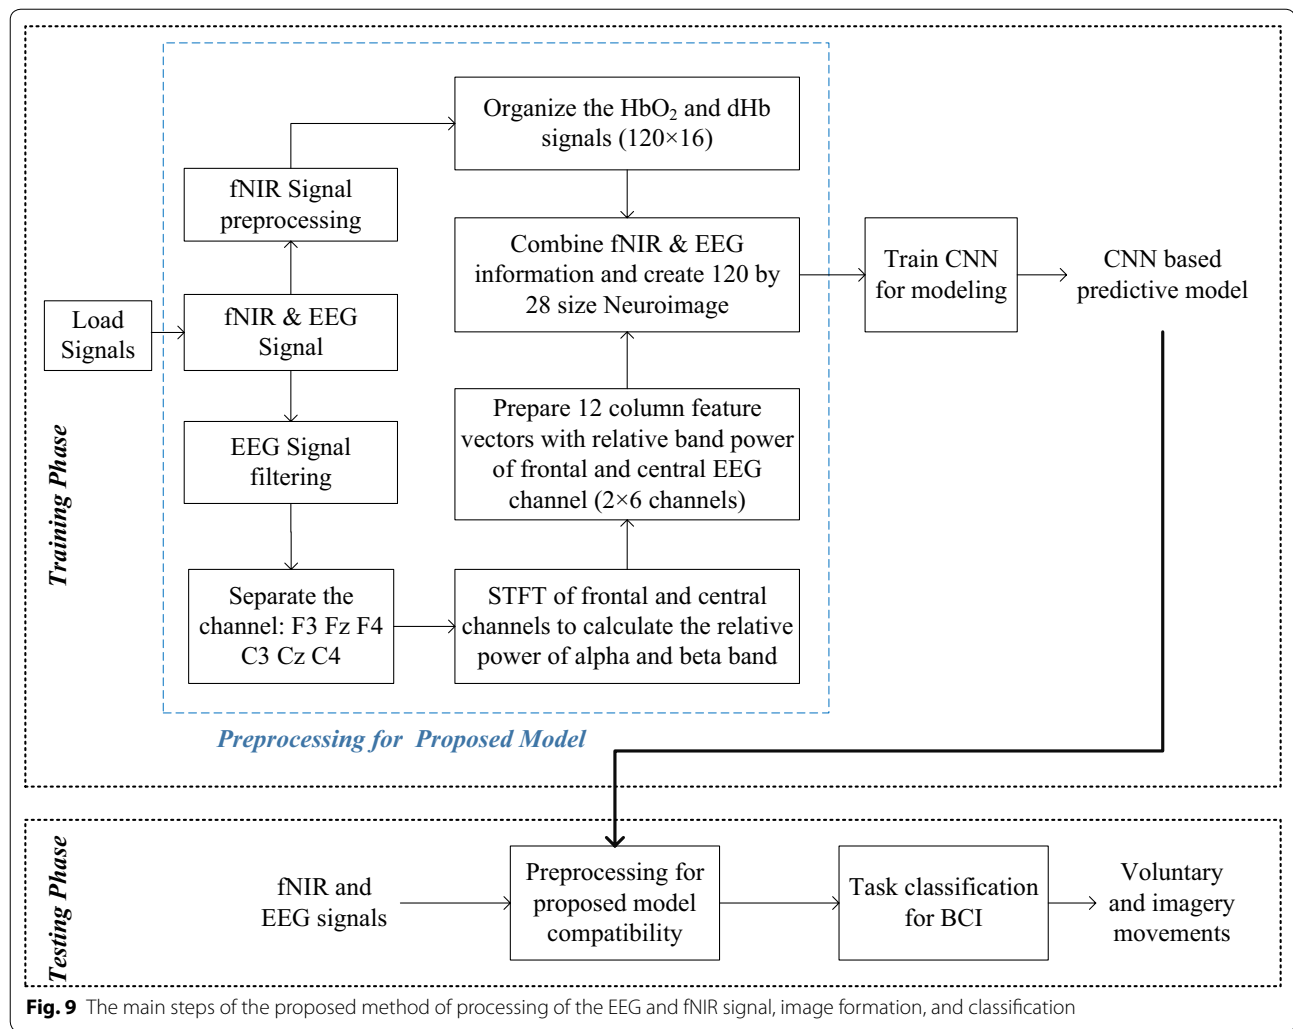 Training Phase
Load
Signals
fNIR & EEG
Signal
fNIR Signal
preprocessing
Organize the HbO₂ and dHb
signals (120×16)
EEG Signal
filtering
Separate the
channel: F3 Fz F4
C3 Cz C4
STFT of frontal and central
channels to calculate the relative
power of alpha and beta band
Prepare 12 column feature
vectors with relative band power
of frontal and central EEG
channel (2×6 channels)
Combine fNIR & EEG
information and create 120 by
28 size Neuroimage
Train CNN
for modeling
CNN based
predictive model
Preprocessing for Proposed Model
Testing Phase
fNIR and
EEG signals
Preprocessing for
proposed model
compatibility
Task classification
for BCI
Voluntary
and imagery
movements
Fig. 9 The main steps of the proposed method of processing of the EEG and fNIR signal, image formation, and classification